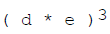 ( d * e )³